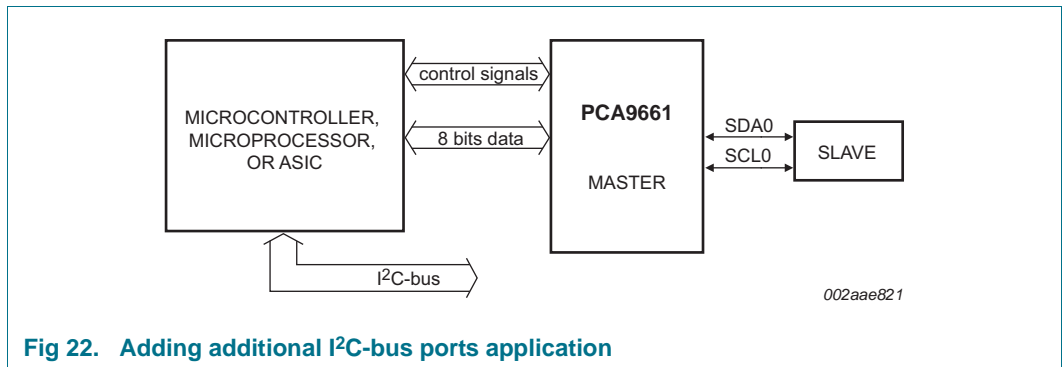 MICROCONTROLLER,
MICROPROCESSOR,
OR ASIC
control signals
8 bits data
PCA9661
MASTER
SDA0
SCL0
SLAVE
I2C-bus
002aae821
Fig 22. Adding additional I2C-bus ports application